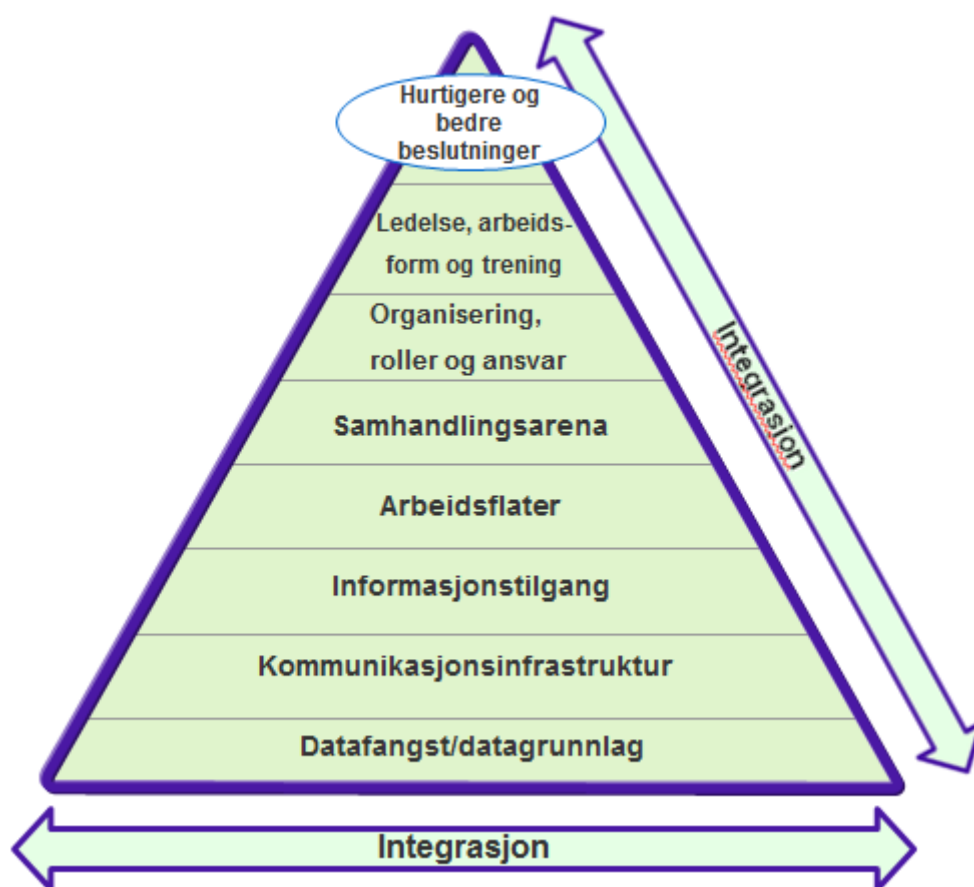 Hurtigere og
bedre
beslutninger
Ledelse, arbeids-
form og trening
Organisering,
roller og ansvar
Samhandlingsarena
Arbeidsflater
Informasjonstilgang
Kommunikasjonsinfrastruktur
Datafangst/datagrunnlag
Integrasjon
Integrasjon